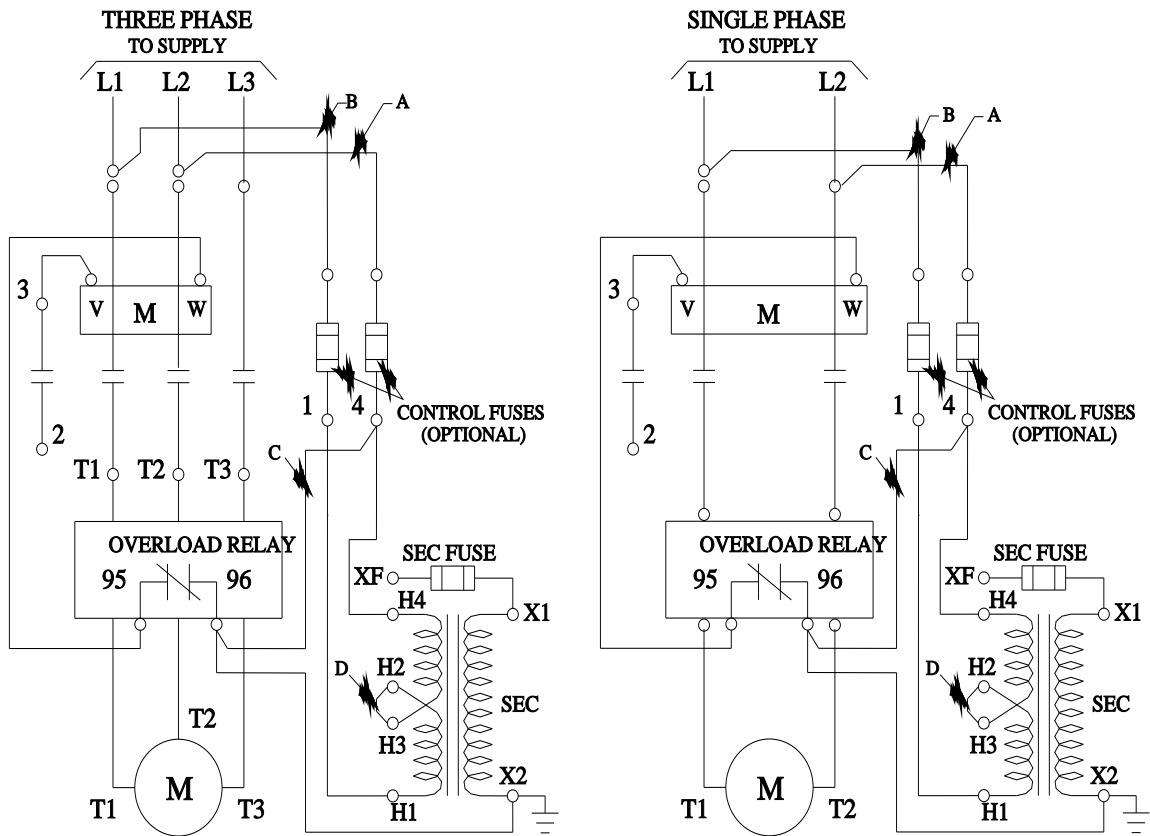 THREE PHASE
TO SUPPLY
L1 L2 L3
B
A
3
V M W
2
1 4
CONTROL FUSES
(OPTIONAL)
C
T1 T2 T3
OVERLOAD RELAY
95 96
SEC FUSE
XF
H4
X1
D
H2
H3
SEC
T2
M
T1 T3
X2
H1
SINGLE PHASE
TO SUPPLY
L1 L2
B
A
3
V M W
2
1 4
CONTROL FUSES
(OPTIONAL)
C
OVERLOAD RELAY
95 96
SEC FUSE
XF
H4
X1
D
H2
H3
SEC
M
T1 T2
X2
H1